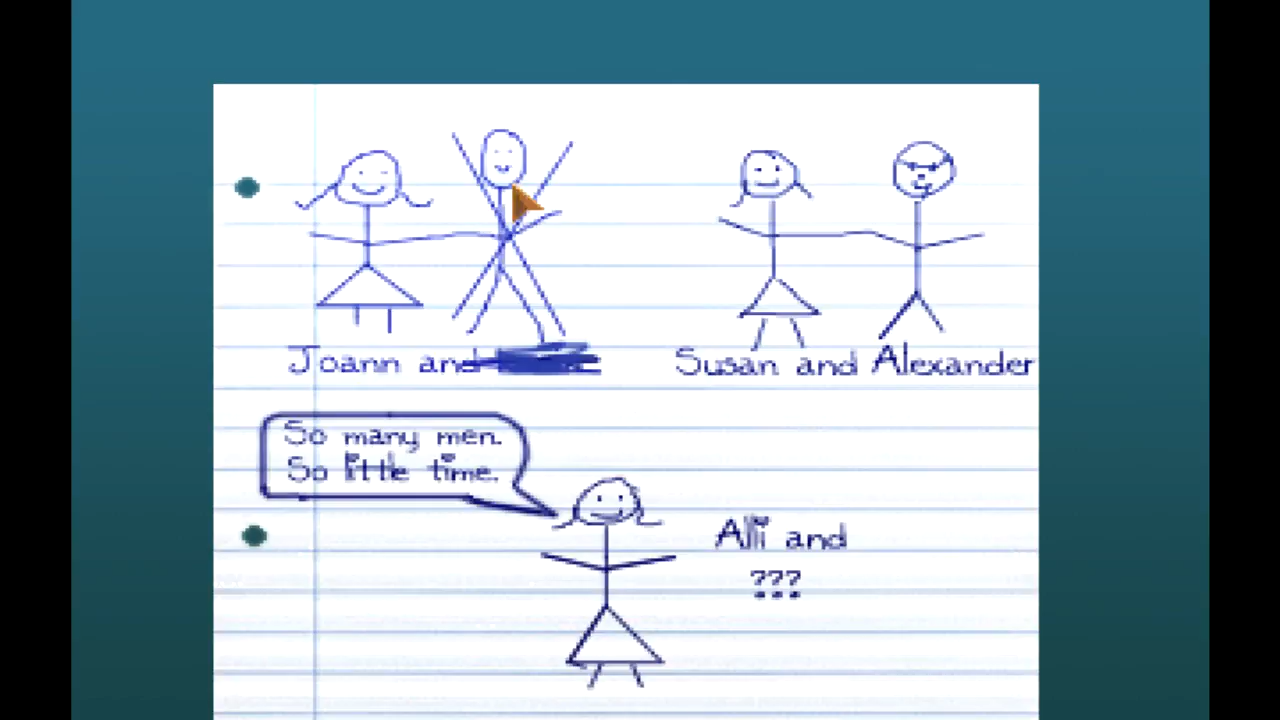 Joann and
Susan and Alexander
So many men.
So little time.
Alli and
???